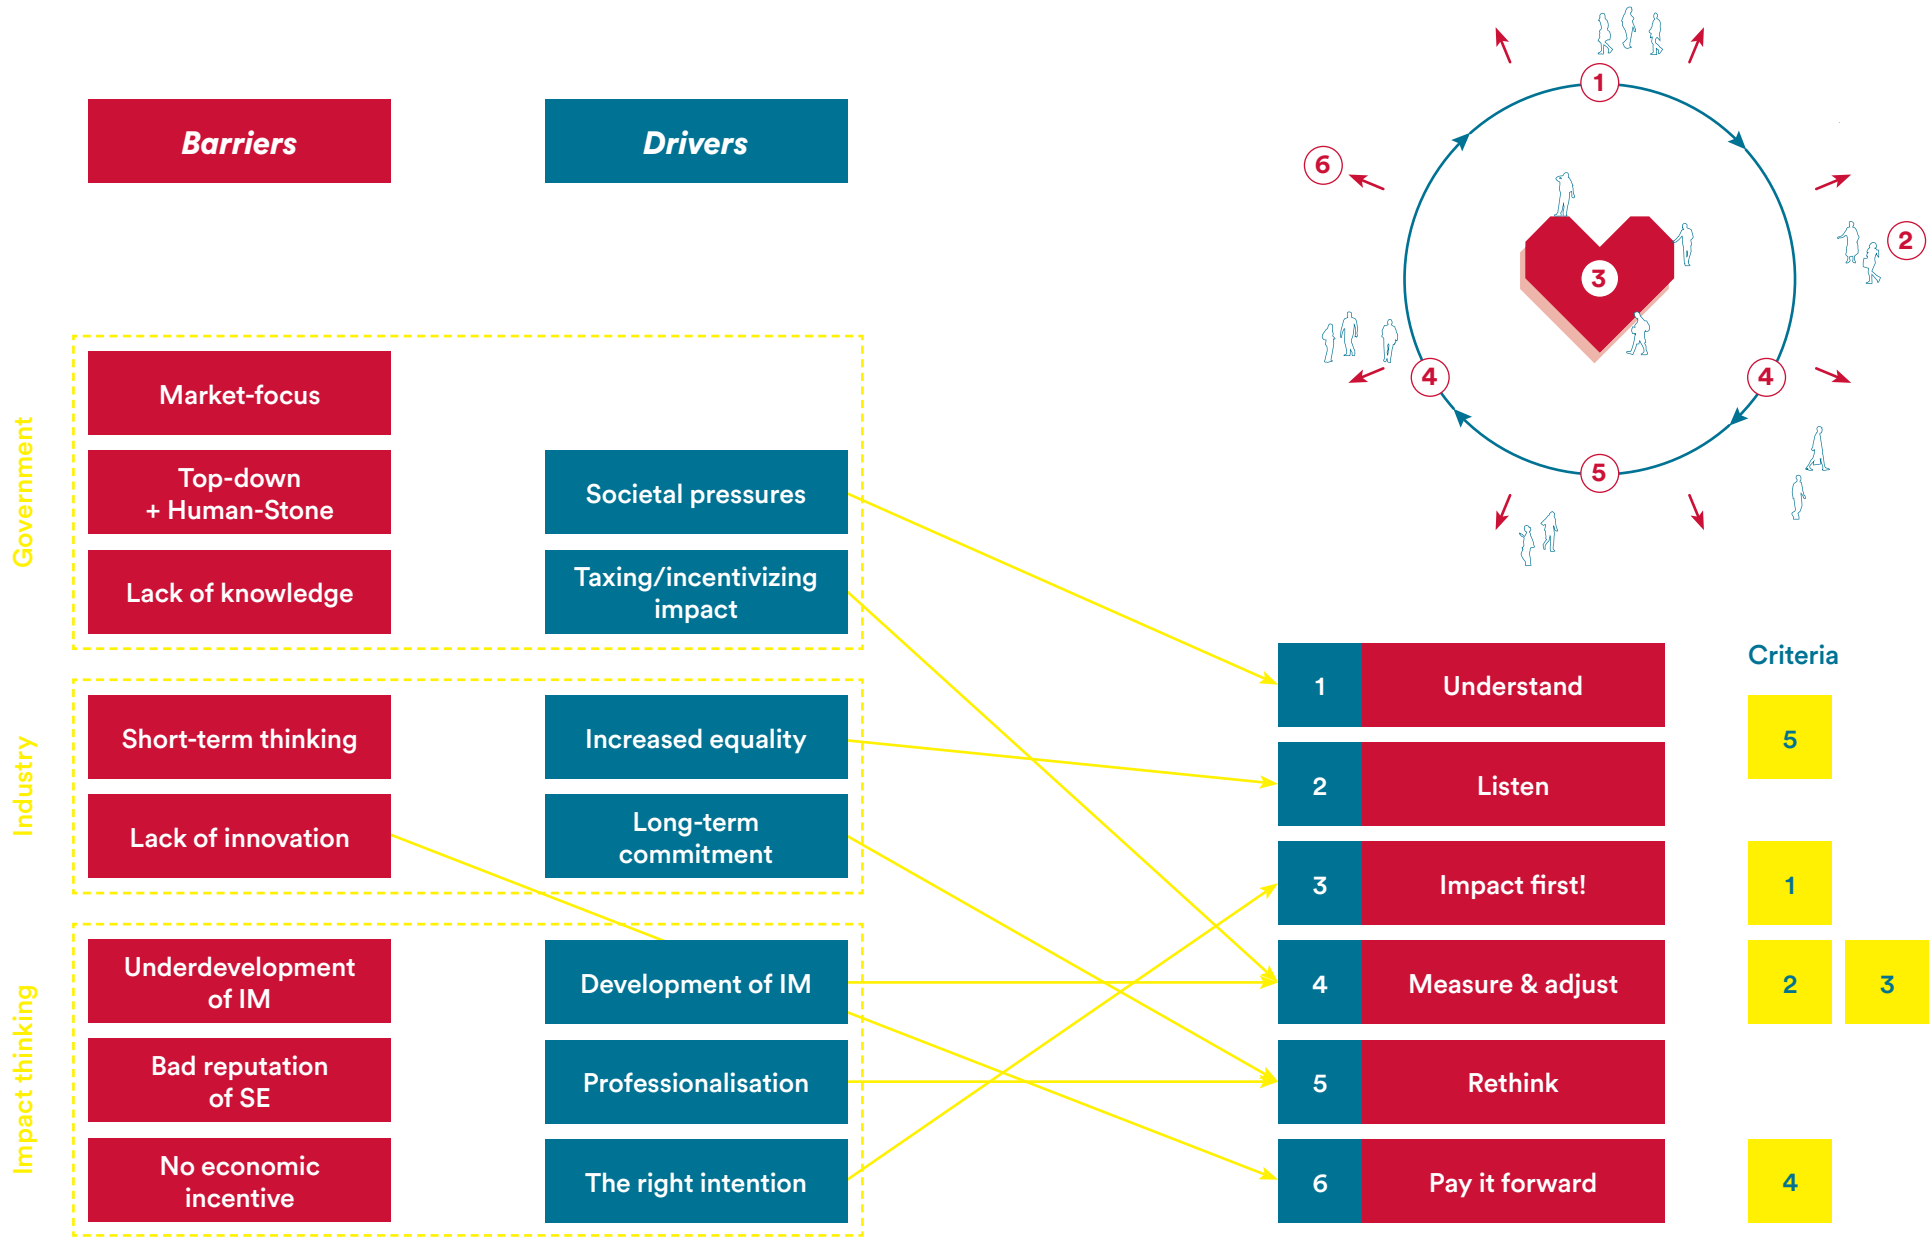 Barriers
Drivers
1
6
2
3
4
4
5
Government
Market-focus
Top-down
+ Human-Stone
Societal pressures
Lack of knowledge
Taxing/incentivizing
impact
Industry
Short-term thinking
Increased equality
Lack of innovation
Long-term
commitment
Impact thinking
Underdevelopment
of IM
Development of IM
Bad reputation
of SE
Professionalisation
No economic
incentive
The right intention
Criteria
1 Understand
5
2 Listen
3 Impact first!
1
4 Measure & adjust
2 3
5 Rethink
6 Pay it forward
4